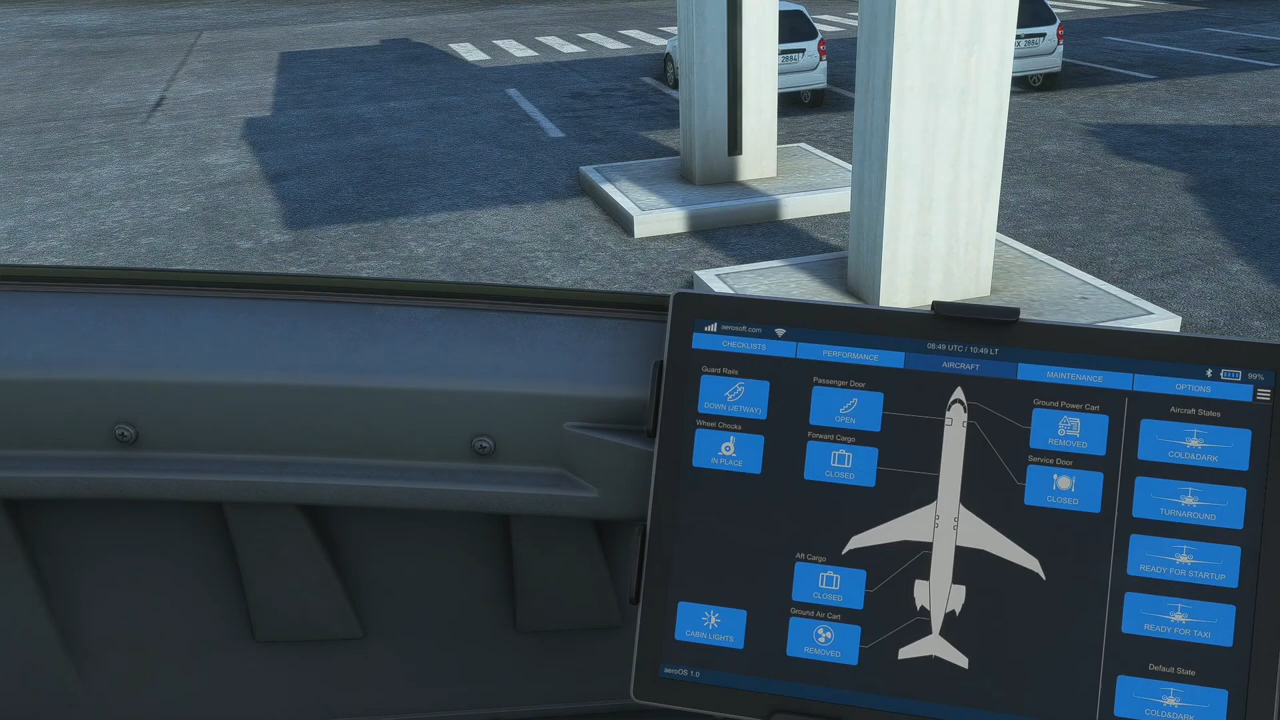 2884
IX 2884
aerosoft.com
08:49 UTC / 10:49 LT
99%
CHECKLISTS
PERFORMANCE
AIRCRAFT
MAINTENANCE
OPTIONS
Guard Rails
DOWN (JETWAY)
Wheel Chocks
IN PLACE
Passenger Door
OPEN
Forward Cargo
CLOSED
Ground Power Cart
REMOVED
Service Door
CLOSED
Aft Cargo
CLOSED
Ground Air Cart
REMOVED
CABIN LIGHTS
Aircraft States
COLD&DARK
TURNAROUND
READY FOR STARTUP
READY FOR TAXI
Default State
COLD&DARK
aeroOS 1.0